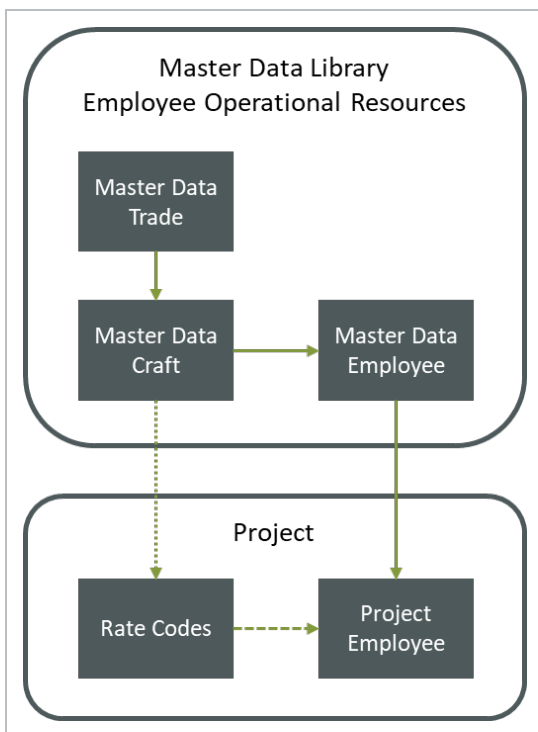 Master Data Library
Employee Operational Resources
Master Data
Trade
Master Data
Craft
Master Data
Employee
Project
Rate Codes
Project
Employee